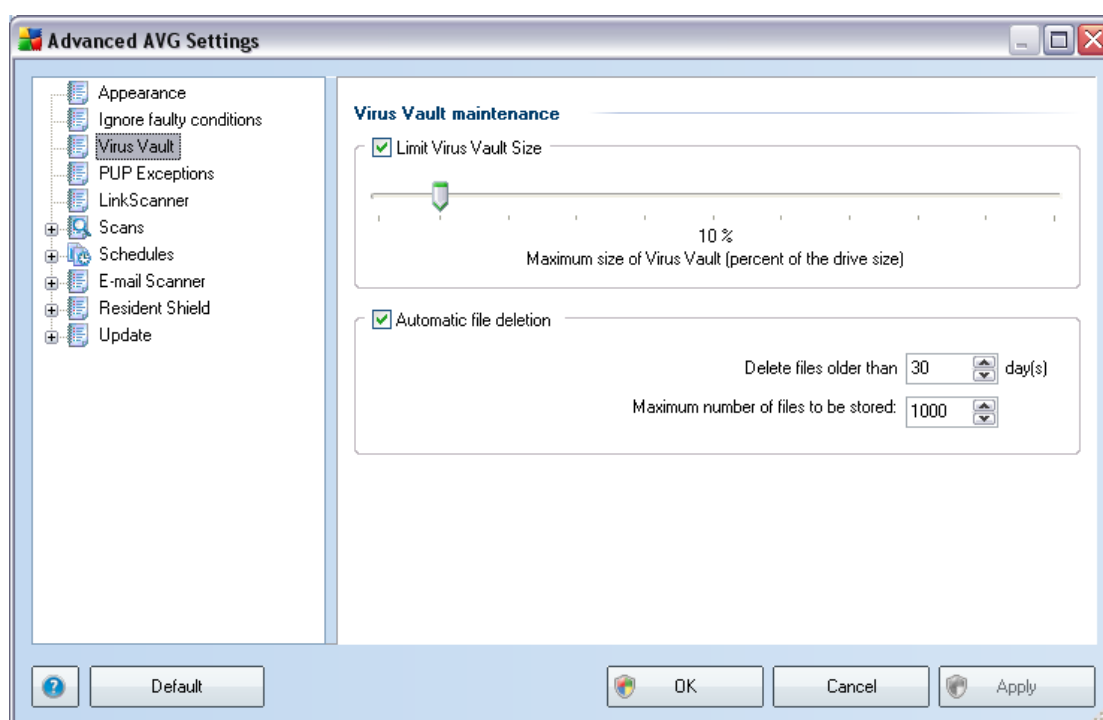 Advanced AVG Settings
Appearance
Ignore faulty conditions
Virus Vault
PUP Exceptions
LinkScanner
Scans
Schedules
E-mail Scanner
Resident Shield
Update
Virus Vault maintenance
Limit Virus Vault Size
10 %
Maximum size of Virus Vault (percent of the drive size)
Automatic file deletion
Delete files older than 30 day(s)
Maximum number of files to be stored: 1000
? Default OK Cancel Apply